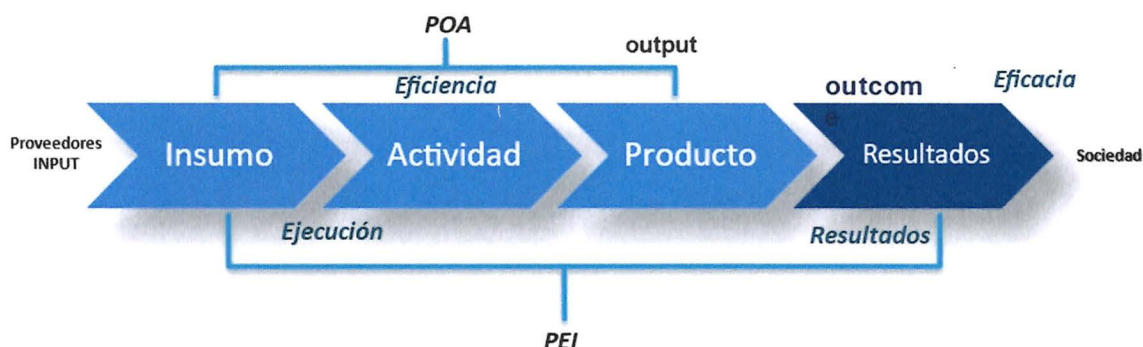 POA
output
Eficiencia
outcom
e
Eficacia
Proveedores
INPUT
Insumo
Actividad
Producto
Resultados
Sociedad
Ejecución
Resultados
PEI